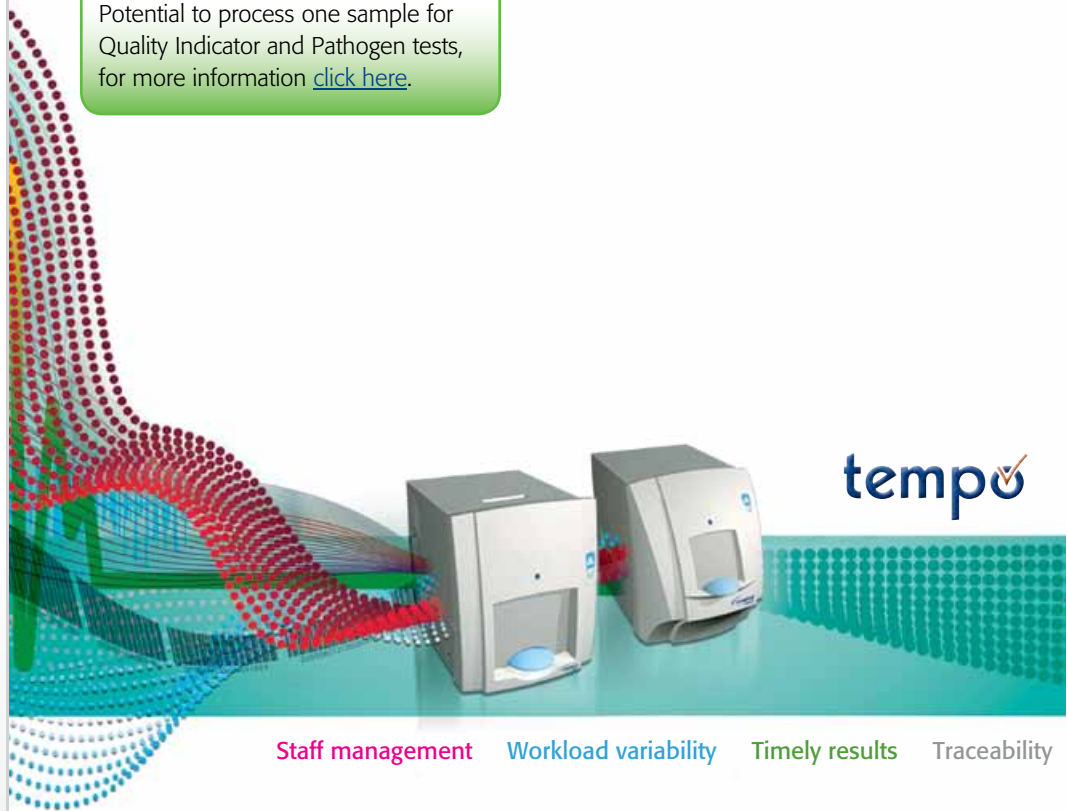 Potential to process one sample for
Quality Indicator and Pathogen tests,
for more information click here.
tempo
Staff management Workload variability Timely results Traceability